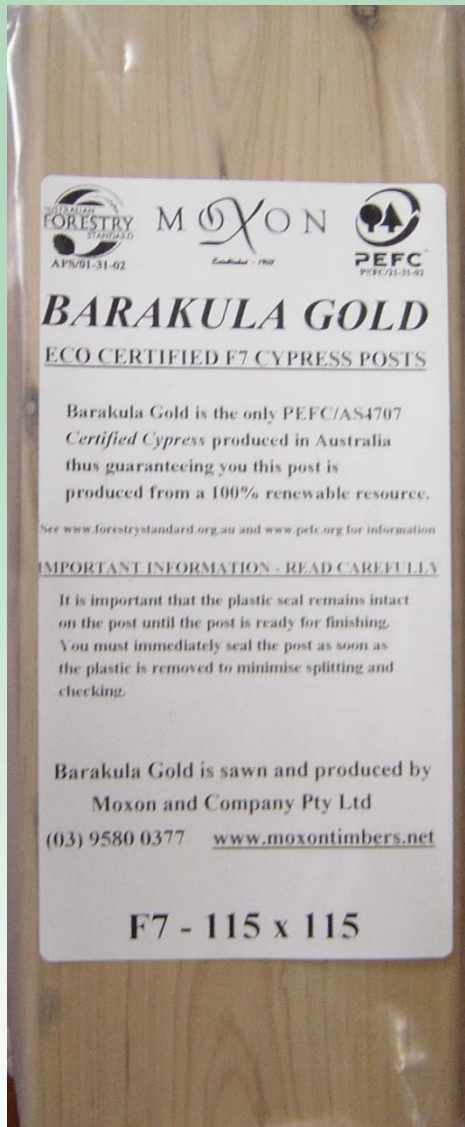 AUSTRALIAN
FORESTRY
STANDARD
AFS/01-31-02
MOXON
Established - 1900
PEFC
PEFC/21-31-02
BARAKULA GOLD
ECO CERTIFIED F7 CYPRESS POSTS
Barakula Gold is the only PEFC/AS4707
Certified Cypress produced in Australia
thus guaranteeing you this post is
produced from a 100% renewable resource.
See www.forestrystandard.org.au and www.pefc.org for information
IMPORTANT INFORMATION - READ CAREFULLY
It is important that the plastic seal remains intact
on the post until the post is ready for finishing.
You must immediately seal the post as soon as
the plastic is removed to minimise splitting and
checking.
Barakula Gold is sawn and produced by
Moxon and Company Pty Ltd
(03) 9580 0377 www.moxontimbers.net
F7 - 115 x 115